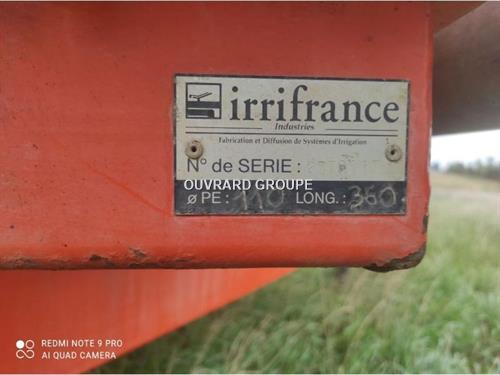 irrifrance
Industries
Fabrication et Diffusion de Systèmes d'Irrigation
N° de SERIE :
OUVRARD GROUPE
ø PE : 110 LONG. : 360
REDMI NOTE 9 PRO
AI QUAD CAMERA